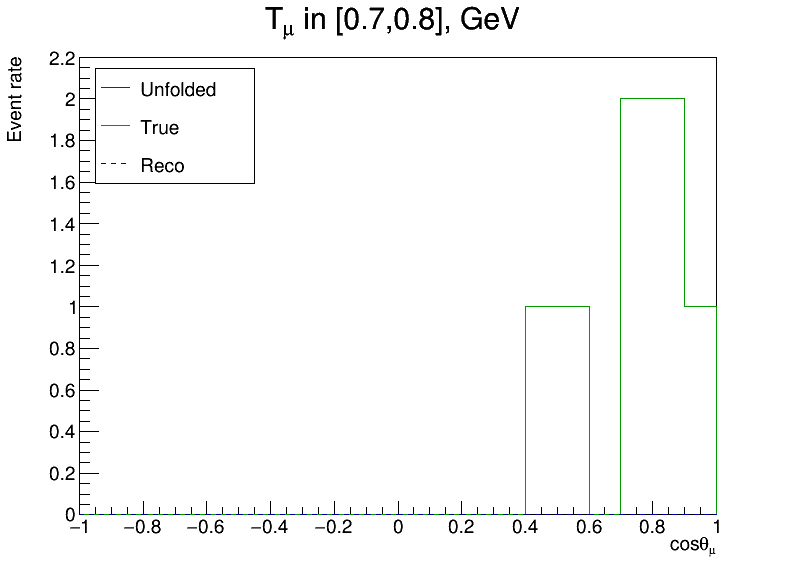 T_μ in [0.7,0.8], GeV
Event rate
Unfolded
True
Reco
2.2
2
1.8
1.6
1.4
1.2
1
0.8
0.6
0.4
0.2
0
−1 −0.8 −0.6 −0.4 −0.2 0 0.2 0.4 0.6 0.8 1
cosθ_μ